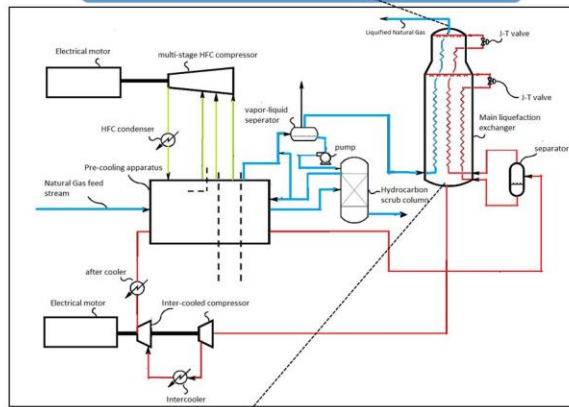 Liquified Natural Gas
J-T valve
Electrical motor
multi-stage HFC compressor
vapor-liquid
seperator
J-T valve
HFC condenser
pump
Main liquefaction
exchanger
separator
Pre-cooling apparatus
Natural Gas feed
stream
Hydrocarbon
scrub column
after cooler
Electrical motor
Inter-cooled compressor
Intercooler